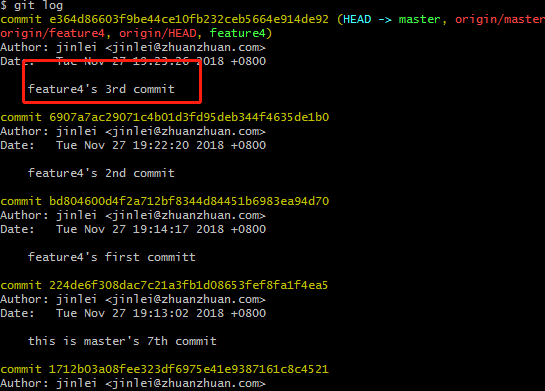 $ git log
commit e364d86603f9be44ce10fb232ceb5664e914de92 (HEAD -> master, origin/master
origin/feature4, origin/HEAD, feature4)
Author: jinlei <jinlei@zhuanzhuan.com>
Date:   Tue Nov 27 19:23:26 2018 +0800
feature4's 3rd commit
commit 6907a7ac29071c4b01d3fd95deb344f4635de1b0
Author: jinlei <jinlei@zhuanzhuan.com>
Date:   Tue Nov 27 19:22:20 2018 +0800
feature4's 2nd commit
commit bd804600d4f2a712bf8344d84451b6983ea94d70
Author: jinlei <jinlei@zhuanzhuan.com>
Date:   Tue Nov 27 19:14:17 2018 +0800
feature4's first committ
commit 224de6f308dac7c21a3fb1d08653fef8fa1f4ea5
Author: jinlei <jinlei@zhuanzhuan.com>
Date:   Tue Nov 27 19:13:02 2018 +0800
this is master's 7th commit
commit 1712b03a08fee323df6975e41e9387161c8c4521
Author: jinlei <jinlei@zhuanzhuan.com>